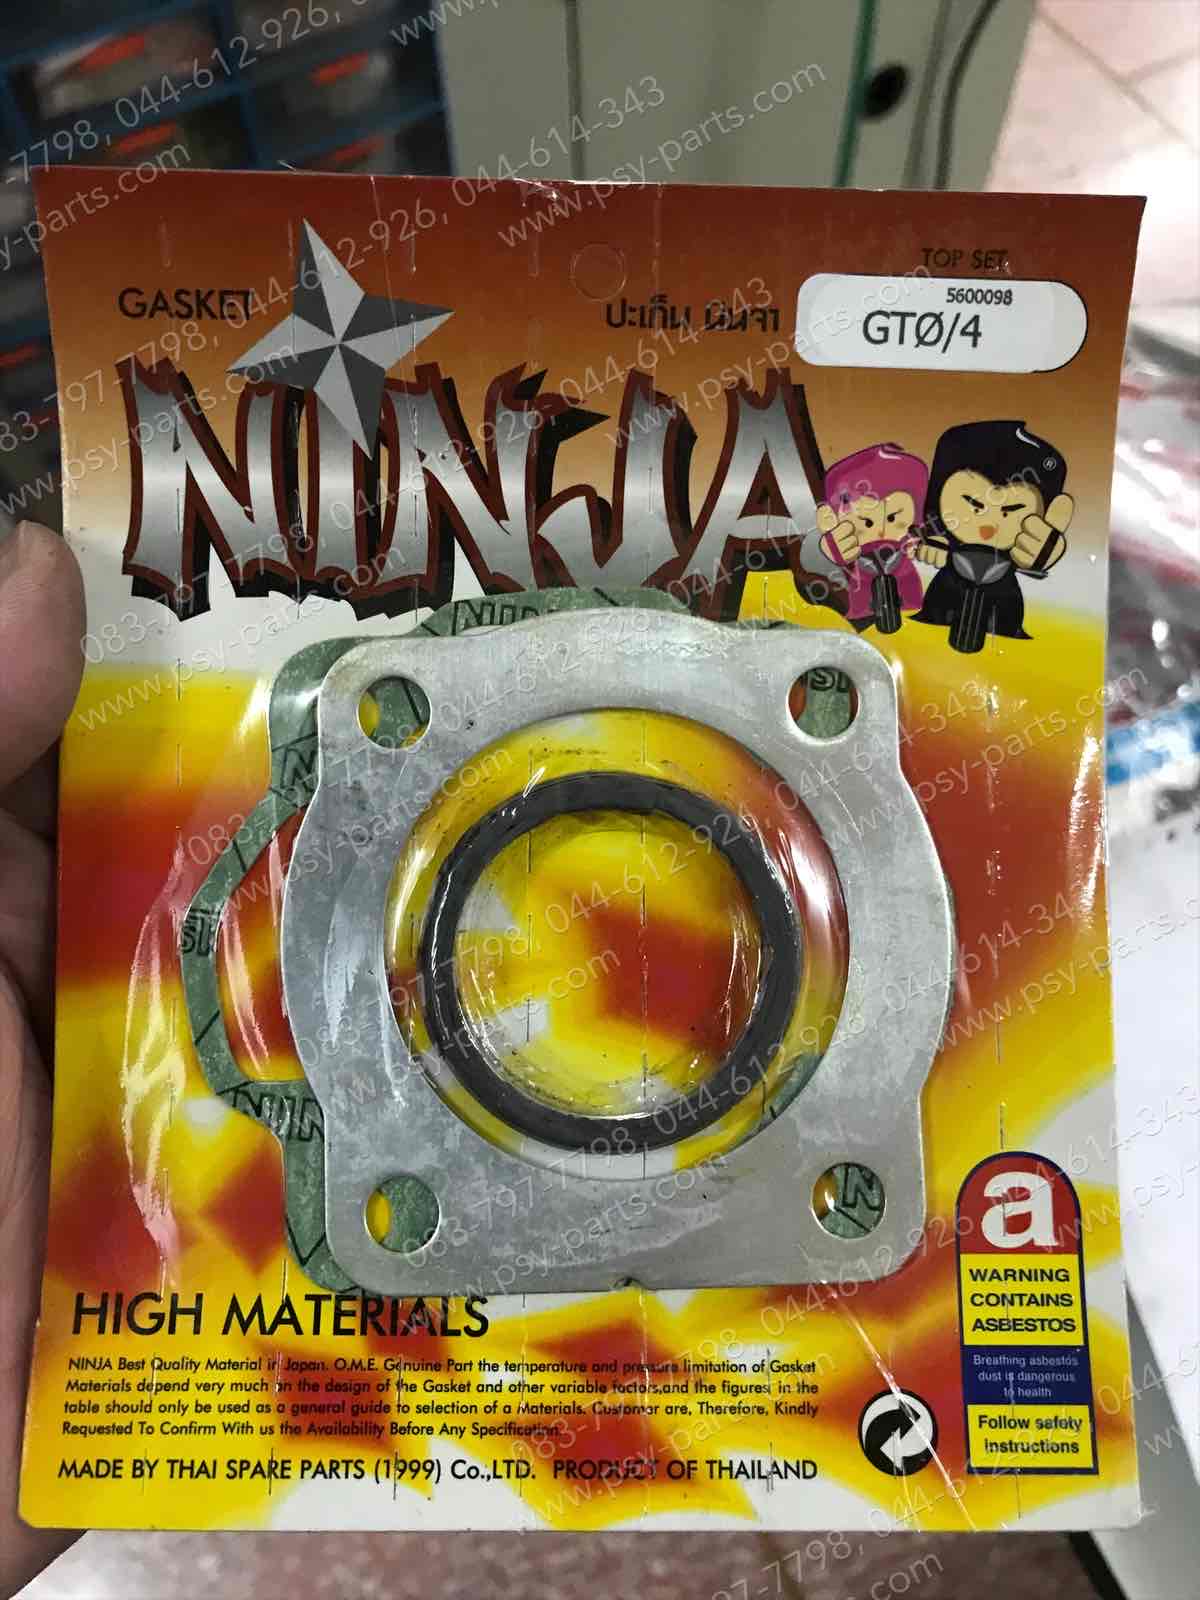 TOP SET
5600098
GTØ/4
GASKET
ปะเก็น นินจา
NINJA
®
NINJA
SI
N
SI
NIN
N
HIGH MATERIALS
NINJA Best Quality Material in Japan. O.M.E. Genuine Part the temperature and pressure limitation of Gasket
Materials depend very much on the design of the Gasket and other variable factors,and the figures in the
table should only be used as a general guide to selection of a Materials. Customer are, Therefore, Kindly
Requested To Confirm With us the Availability Before Any Specification.
MADE BY THAI SPARE PARTS (1999) Co.,LTD. PRODUCT OF THAILAND
a
WARNING
CONTAINS
ASBESTOS
Breathing asbestos
dust is dangerous
to health
Follow safety
instructions
083-797-7798, 044-612-926, 044-614-343
www.psy-parts.com